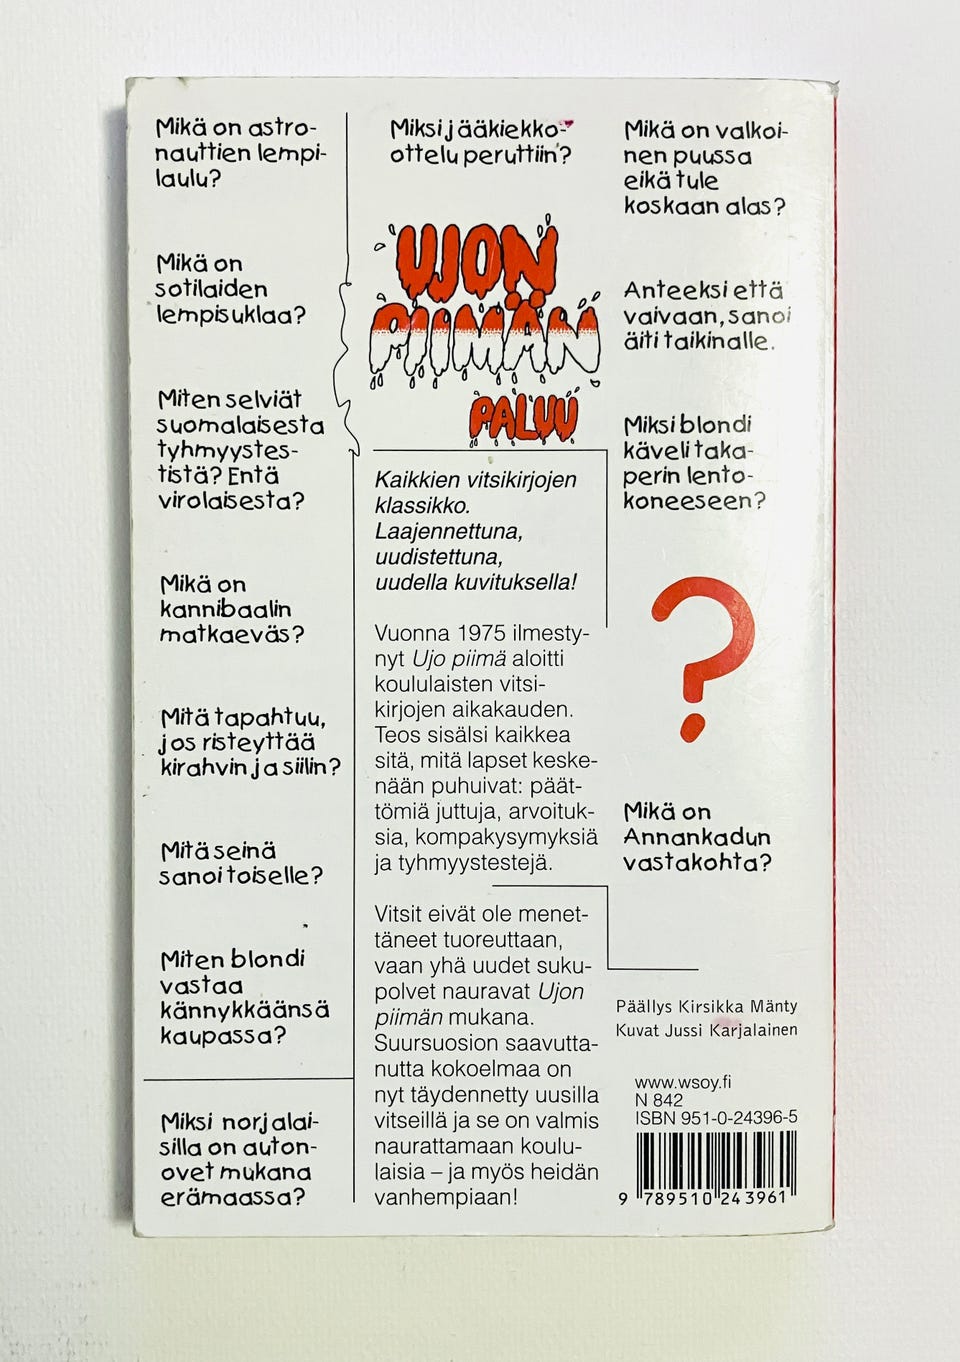 Mikä on astro-
nauttien lempi-
laulu?
Mikä on
sotilaiden
lempisuklaa?
Miten selviät
suomalaisesta
tyhmyystes-
tistä? Entä
virolaisesta?
Mikä on
kannibaalin
matkaeväs?
Mitä tapahtuu,
jos risteyttää
kirahvin ja siilin?
Mitä seinä
sanoi toiselle?
Miten blondi
vastaa
kännykkäänsä
kaupassa?
Miksi norjalai-
silla on auton-
ovet mukana
erämaassa?
Miksi jääkiekko-
ottelu peruttiin?
UJON
PIIMÄN
PALUU
Kaikkien vitsikirjojen
klassikko.
Laajennettuna,
uudistettuna,
uudella kuvituksella!
Vuonna 1975 ilmesty-
nyt Ujo piimä aloitti
koululaisten vitsi-
kirjojen aikakauden.
Teos sisälsi kaikkea
sitä, mitä lapset keske-
nään puhuivat: päät-
tömiä juttuja, arvoituk-
sia, kompakysymyksiä
ja tyhmyystestejä.
Vitsit eivät ole menet-
täneet tuoreuttaan,
vaan yhä uudet suku-
polvet nauravat Ujon
piimän mukana.
Suursuosion saavutta-
nutta kokoelmaa on
nyt täydennetty uusilla
vitseillä ja se on valmis
naurattamaan koulu-
laisia – ja myös heidän
vanhempiaan!
Mikä on valkoi-
nen puussa
eikä tule
koskaan alas?
Anteeksi että
vaivaan, sanoi
äiti taikinalle.
Miksi blondi
käveli taka-
perin lento-
koneeseen?
?
Mikä on
Annankadun
vastakohta?
Päällys Kirsikka Mänty
Kuvat Jussi Karjalainen
www.wsoy.fi
N 842
ISBN 951-0-24396-5
9 789510 243961